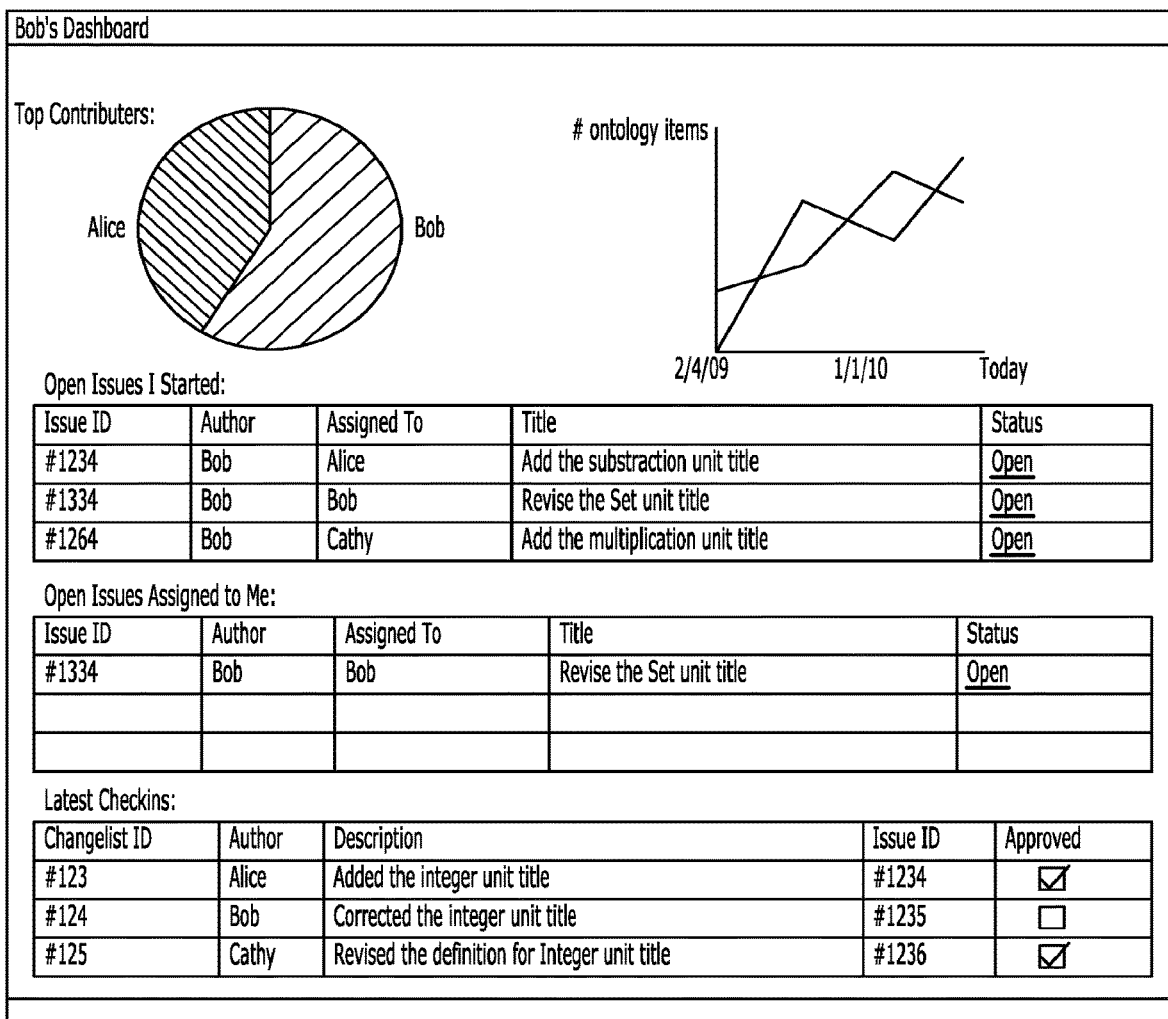 Bob's Dashboard
Top Contributers:
Alice
Bob
# ontology items
2/4/09 1/1/10 Today
Open Issues I Started:
Issue ID Author Assigned To Title Status
#1234 Bob Alice Add the substraction unit title Open
#1334 Bob Bob Revise the Set unit title Open
#1264 Bob Cathy Add the multiplication unit title Open
Open Issues Assigned to Me:
Issue ID Author Assigned To Title Status
#1334 Bob Bob Revise the Set unit title Open
Latest Checkins:
Changelist ID Author Description Issue ID Approved
#123 Alice Added the integer unit title #1234
#124 Bob Corrected the integer unit title #1235
#125 Cathy Revised the definition for Integer unit title #1236